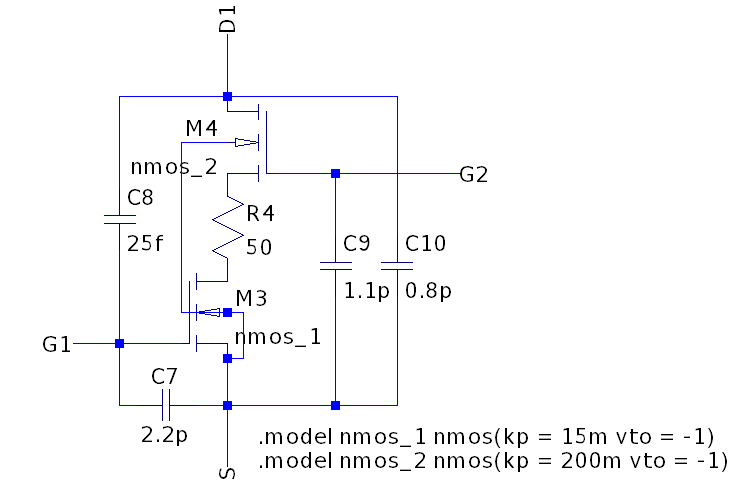 D1
M4
nmos_2
G2
C8
R4
C9
C10
25f
50
1.1p
0.8p
M3
nmos_1
G1
C7
2.2p
.model nmos_1 nmos(kp = 15m vto = -1)
.model nmos_2 nmos(kp = 200m vto = -1)
S